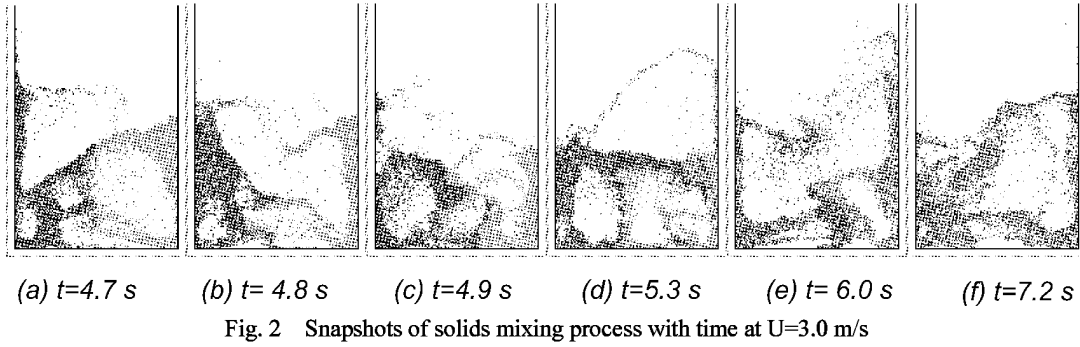 (a) t=4.7 s (b) t= 4.8 s (c) t=4.9 s (d) t=5.3 s (e) t= 6.0 s (f) t=7.2 s
Fig. 2 Snapshots of solids mixing process with time at U=3.0 m/s